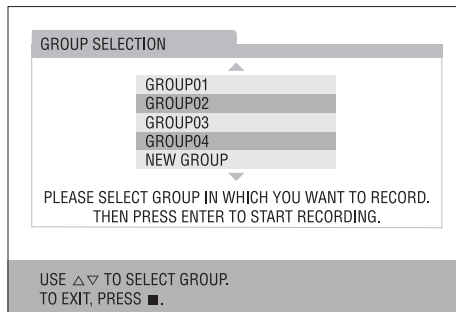 GROUP SELECTION
GROUP01
GROUP02
GROUP03
GROUP04
NEW GROUP
PLEASE SELECT GROUP IN WHICH YOU WANT TO RECORD.
THEN PRESS ENTER TO START RECORDING.
USE △▽ TO SELECT GROUP.
TO EXIT, PRESS ■.